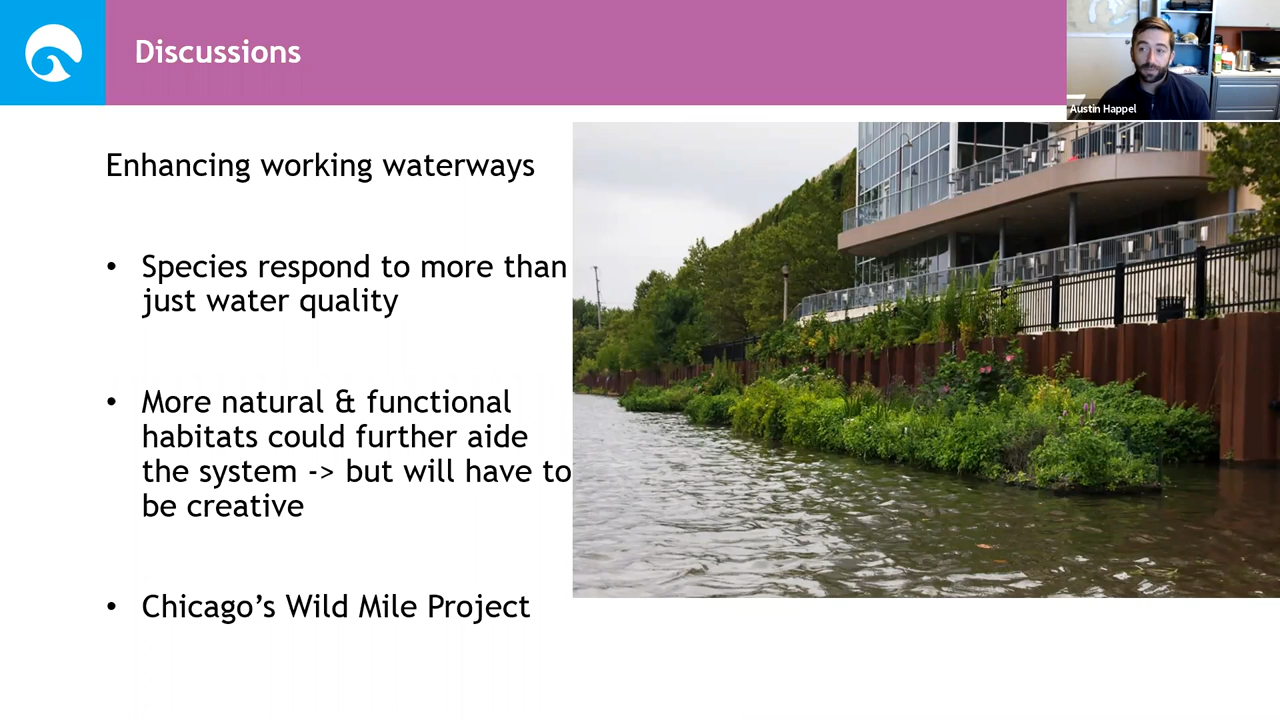 Discussions
Austin Happel
Enhancing working waterways
• Species respond to more than
just water quality
• More natural & functional
habitats could further aide
the system -> but will have to
be creative
• Chicago’s Wild Mile Project